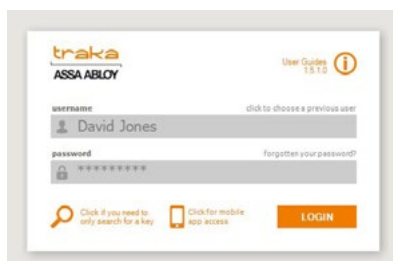 traka
ASSA ABLOY
User Guides
1.5.1.0
username
click to choose a previous user
David Jones
password
forgotten your password?
*********
Click if you need to
only search for a key
Click for mobile
app access
LOGIN